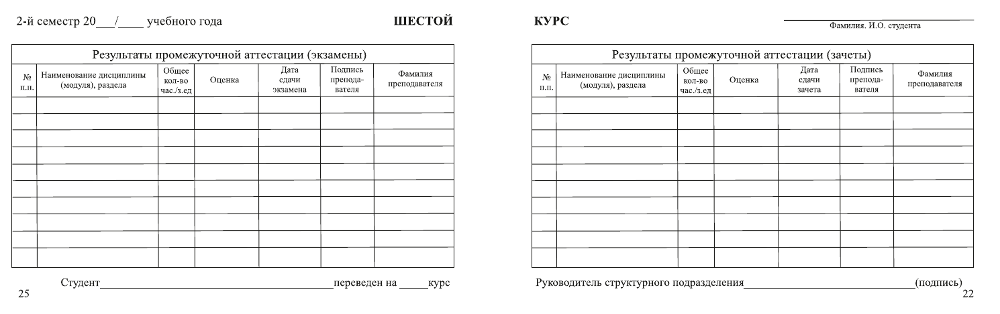 2-й семестр 20___/____ учебного года ШЕСТОЙ
Результаты промежуточной аттестации (экзамены)
№ п.п.
Наименование дисциплины
(модуля), раздела
Общее
кол-во
час./з.ед
Оценка
Дата
сдачи
экзамена
Подпись
препода-
вателя
Фамилия
преподавателя
Студент____________________переведен на _____курс
25
КУРС
Фамилия. И.О. студента
Результаты промежуточной аттестации (зачеты)
№ п.п.
Наименование дисциплины
(модуля), раздела
Общее
кол-во
час./з.ед
Оценка
Дата
сдачи
зачета
Подпись
препода-
вателя
Фамилия
преподавателя
Руководитель структурного подразделения____________________(подпись)
22